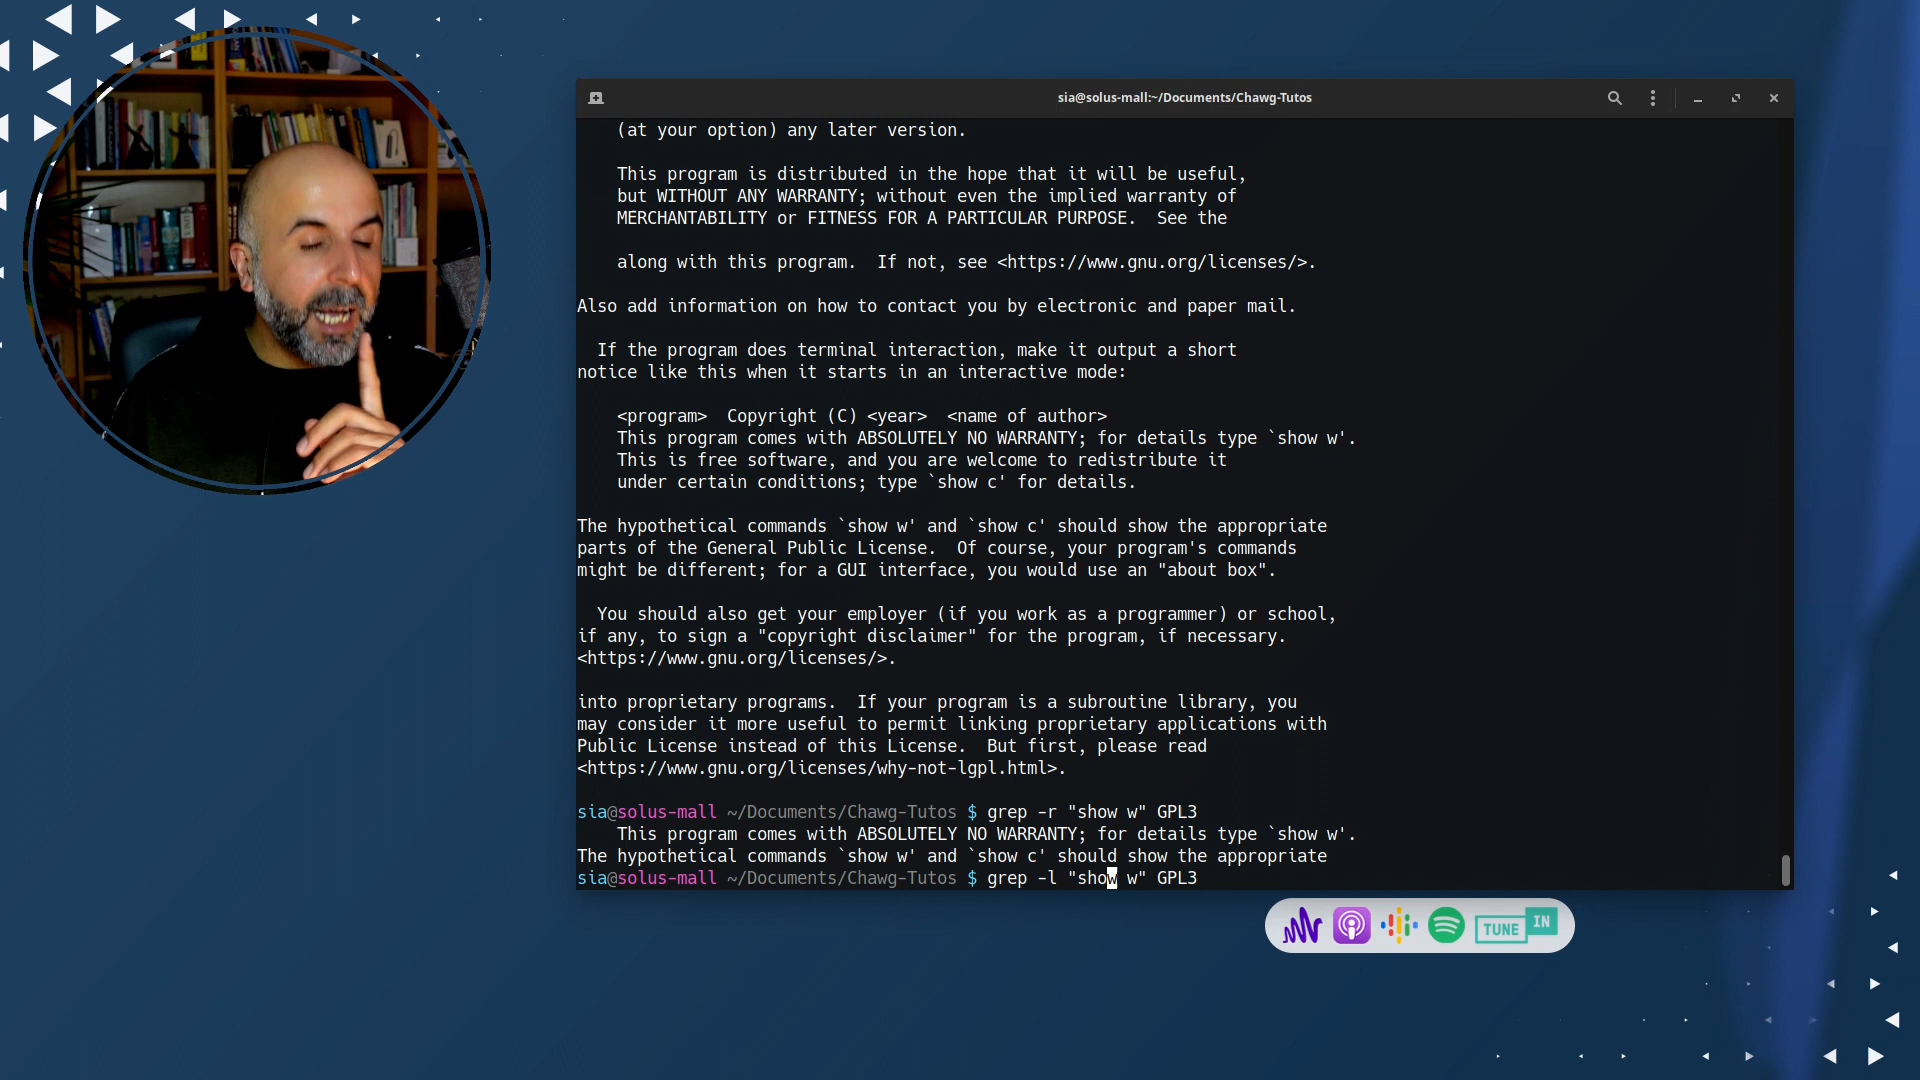 sia@solus-mall:~/Documents/Chawg-Tutos
(at your option) any later version.
This program is distributed in the hope that it will be useful,
but WITHOUT ANY WARRANTY; without even the implied warranty of
MERCHANTABILITY or FITNESS FOR A PARTICULAR PURPOSE.  See the
along with this program.  If not, see <https://www.gnu.org/licenses/>.
Also add information on how to contact you by electronic and paper mail.
If the program does terminal interaction, make it output a short
notice like this when it starts in an interactive mode:
<program>  Copyright (C) <year>  <name of author>
This program comes with ABSOLUTELY NO WARRANTY; for details type `show w'.
This is free software, and you are welcome to redistribute it
under certain conditions; type `show c' for details.
The hypothetical commands `show w' and `show c' should show the appropriate
parts of the General Public License.  Of course, your program's commands
might be different; for a GUI interface, you would use an "about box".
You should also get your employer (if you work as a programmer) or school,
if any, to sign a "copyright disclaimer" for the program, if necessary.
<https://www.gnu.org/licenses/>.
into proprietary programs.  If your program is a subroutine library, you
may consider it more useful to permit linking proprietary applications with
Public License instead of this License.  But first, please read
<https://www.gnu.org/licenses/why-not-lgpl.html>.
sia@solus-mall ~/Documents/Chawg-Tutos $ grep -r "show w" GPL3
This program comes with ABSOLUTELY NO WARRANTY; for details type `show w'.
The hypothetical commands `show w' and `show c' should show the appropriate
sia@solus-mall ~/Documents/Chawg-Tutos $ grep -l "show w" GPL3
TUNE IN